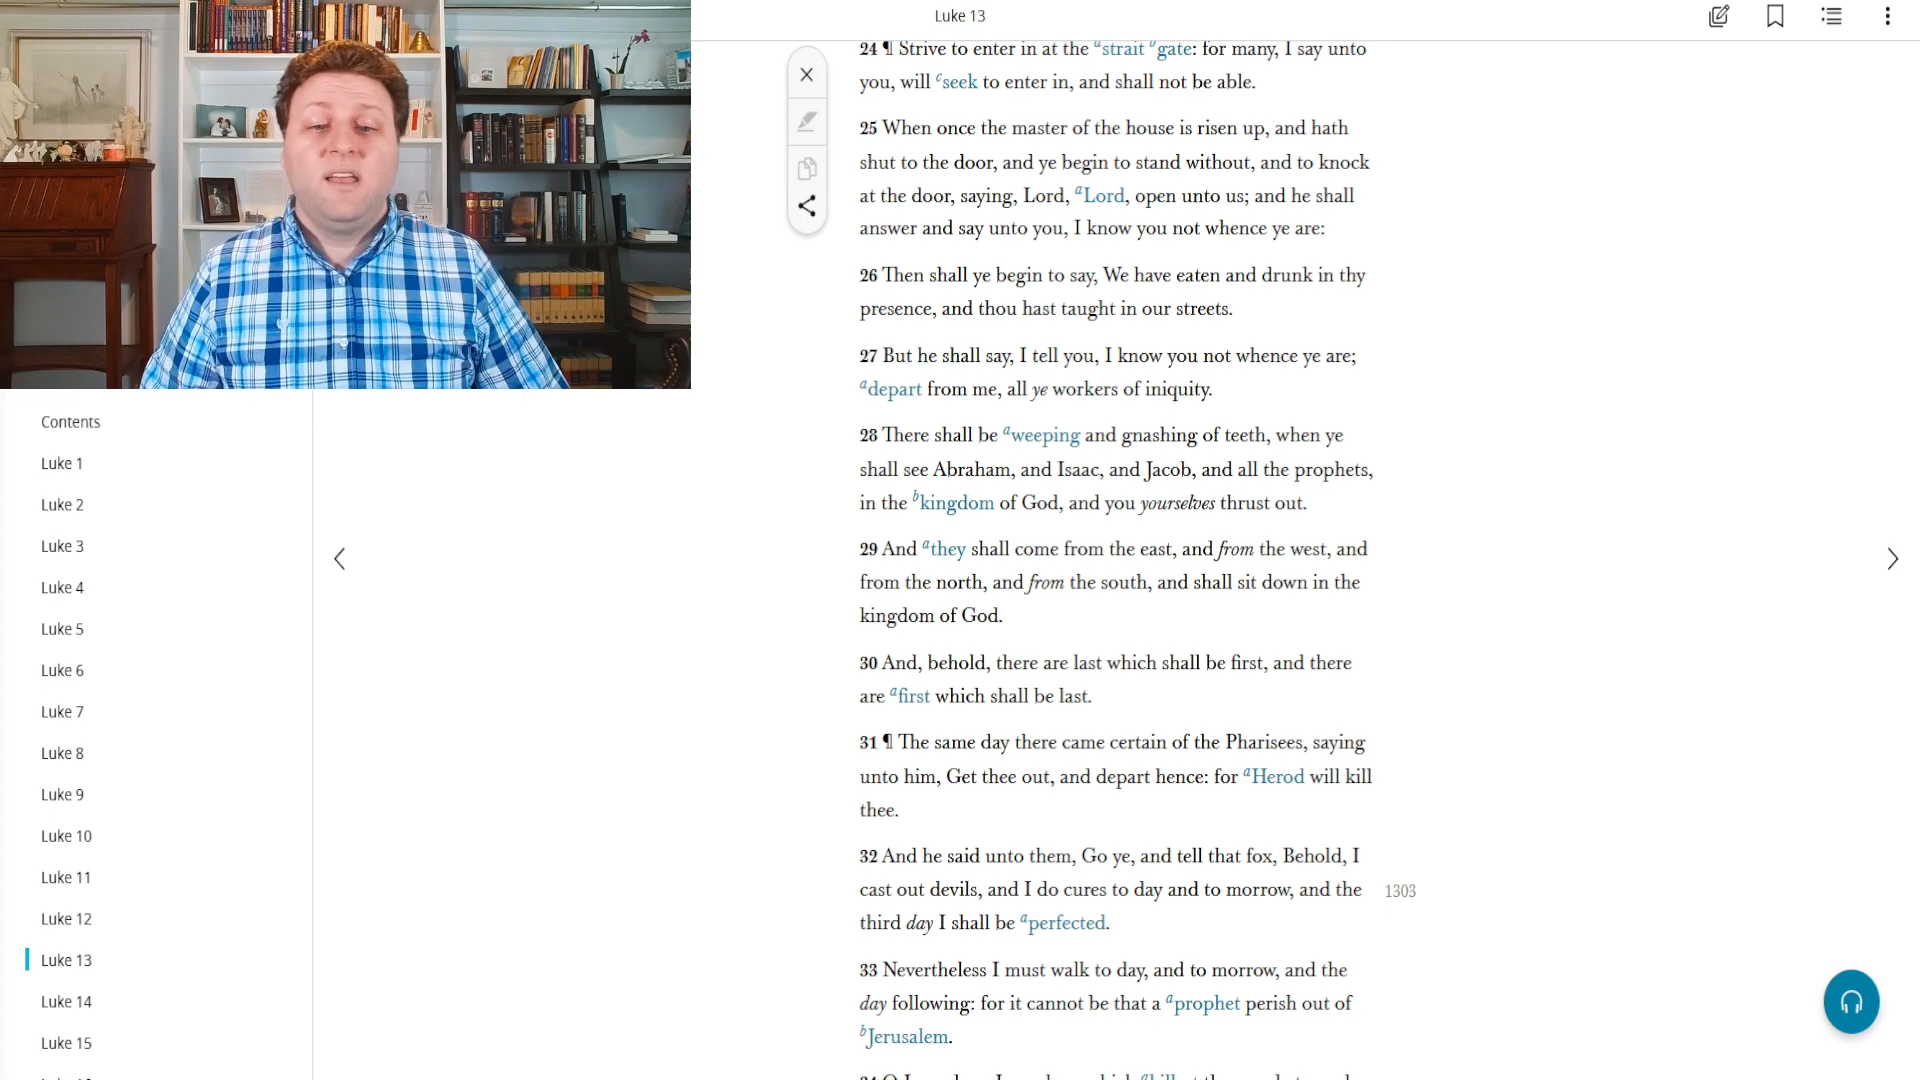 Luke 13
24 ¶ Strive to enter in at the a strait b gate: for many, I say unto
you, will c seek to enter in, and shall not be able.
25 When once the master of the house is risen up, and hath
shut to the door, and ye begin to stand without, and to knock
at the door, saying, Lord, a Lord, open unto us; and he shall
answer and say unto you, I know you not whence ye are:
26 Then shall ye begin to say, We have eaten and drunk in thy
presence, and thou hast taught in our streets.
27 But he shall say, I tell you, I know you not whence ye are;
a depart from me, all ye workers of iniquity.
28 There shall be a weeping and gnashing of teeth, when ye
shall see Abraham, and Isaac, and Jacob, and all the prophets,
in the b kingdom of God, and you yourselves thrust out.
29 And a they shall come from the east, and from the west, and
from the north, and from the south, and shall sit down in the
kingdom of God.
30 And, behold, there are last which shall be first, and there
are a first which shall be last.
31 ¶ The same day there came certain of the Pharisees, saying
unto him, Get thee out, and depart hence: for a Herod will kill
thee.
32 And he said unto them, Go ye, and tell that fox, Behold, I
cast out devils, and I do cures to day and to morrow, and the
third day I shall be a perfected.
1303
33 Nevertheless I must walk to day, and to morrow, and the
day following: for it cannot be that a a prophet perish out of
b Jerusalem.
Contents
Luke 1
Luke 2
Luke 3
Luke 4
Luke 5
Luke 6
Luke 7
Luke 8
Luke 9
Luke 10
Luke 11
Luke 12
Luke 13
Luke 14
Luke 15